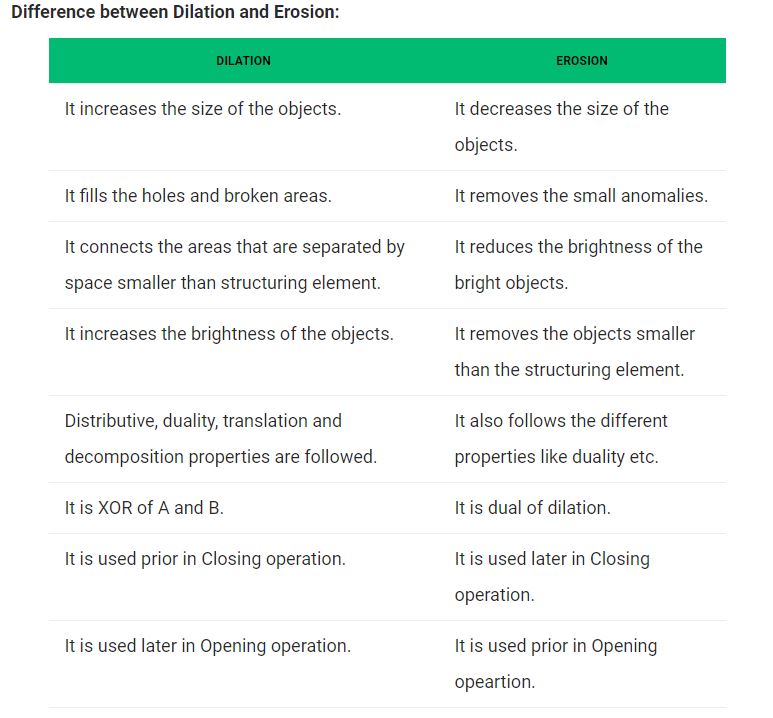 Difference between Dilation and Erosion:
DILATION EROSION
It increases the size of the objects. It decreases the size of the
objects.
It fills the holes and broken areas. It removes the small anomalies.
It connects the areas that are separated by It reduces the brightness of the
space smaller than structuring element. bright objects.
It increases the brightness of the objects. It removes the objects smaller
than the structuring element.
Distributive, duality, translation and It also follows the different
decomposition properties are followed. properties like duality etc.
It is XOR of A and B. It is dual of dilation.
It is used prior in Closing operation. It is used later in Closing
operation.
It is used later in Opening operation. It is used prior in Opening
opeartion.